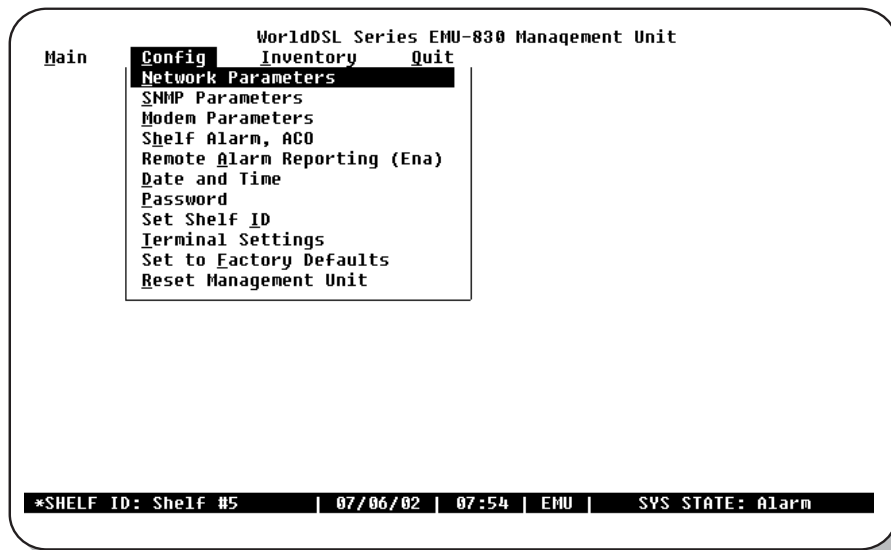 WorldDSL Series EMU-830 Management Unit
Main Config Inventory Quit
Network Parameters
SNMP Parameters
Modem Parameters
Shelf Alarm, ACO
Remote Alarm Reporting (Ena)
Date and Time
Password
Set Shelf ID
Terminal Settings
Set to Factory Defaults
Reset Management Unit
*SHELF ID: Shelf #5 | 07/06/02 | 07:54 | EMU | SYS STATE: Alarm